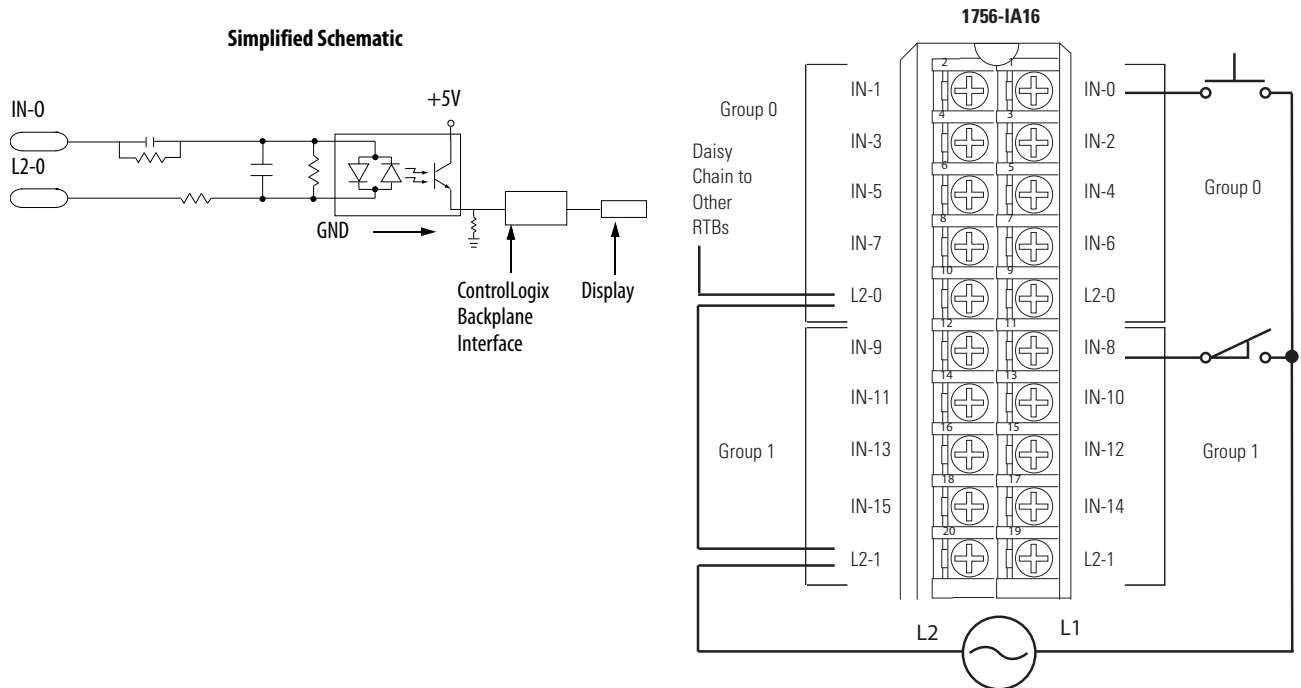 Simplified Schematic
IN-0
L2-0
+5V
GND
ControlLogix
Backplane
Interface
Display
1756-IA16
Group 0
Daisy
Chain to
Other
RTBs
Group 1
IN-1
IN-3
IN-5
IN-7
L2-0
IN-9
IN-11
IN-13
IN-15
L2-1
2 1
4 3
6 5
8 7
10 9
12 11
14 13
16 15
18 17
20 19
IN-0
IN-2
IN-4
IN-6
L2-0
IN-8
IN-10
IN-12
IN-14
L2-1
Group 0
Group 1
L2
L1